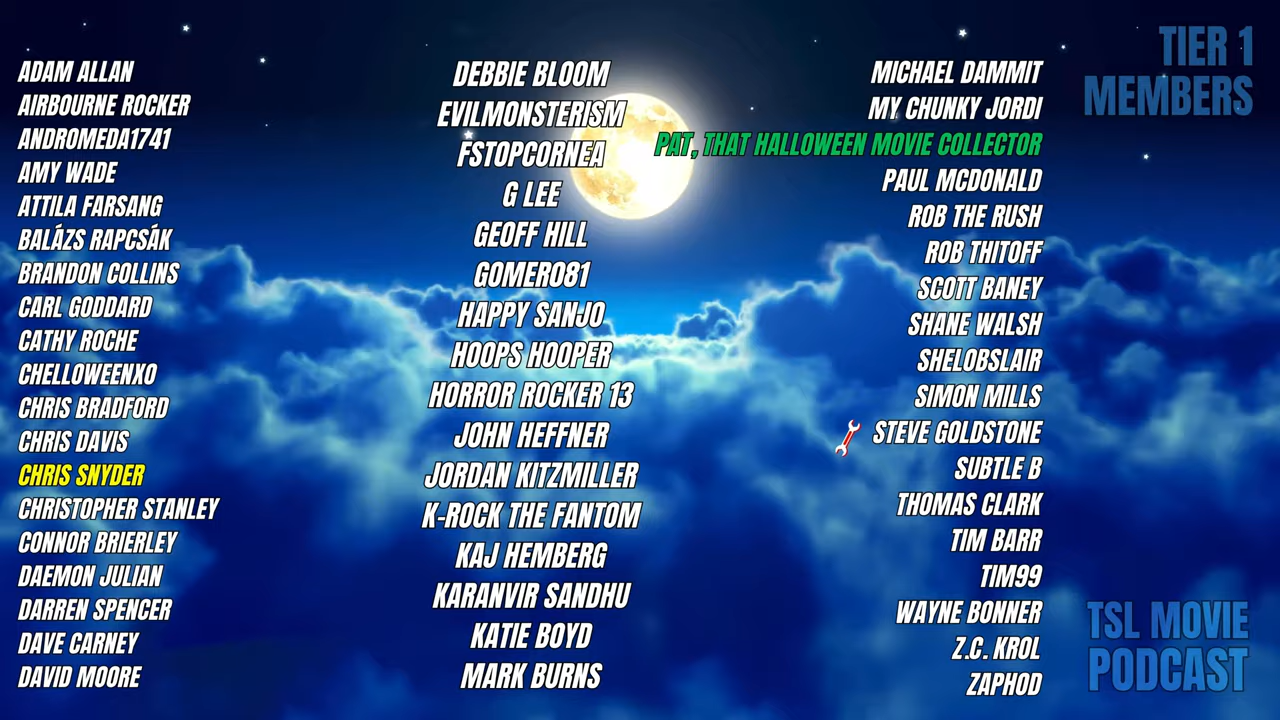 ADAM ALLAN
AIRBOURNE ROCKER
ANDROMEDA1741
AMY WADE
ATTILA FARSANG
BALÁZS RAPCSÁK
BRANDON COLLINS
CARL GODDARD
CATHY ROCHE
CHELLOWEENXO
CHRIS BRADFORD
CHRIS DAVIS
CHRIS SNYDER
CHRISTOPHER STANLEY
CONNOR BRIERLEY
DAEMON JULIAN
DARREN SPENCER
DAVE CARNEY
DAVID MOORE
DEBBIE BLOOM
EVILMONSTERISM
FSTOPCORNEA
G LEE
GEOFF HILL
GOMERO81
HAPPY SANJO
HOOPS HOOPER
HORROR ROCKER 13
JOHN HEFFNER
JORDAN KITZMILLER
K-ROCK THE FANTOM
KAJ HEMBERG
KARANVIR SANDHU
KATIE BOYD
MARK BURNS
MICHAEL DAMMIT
MY CHUNKY JORDI
PAT, THAT HALLOWEEN MOVIE COLLECTOR
PAUL MCDONALD
ROB THE RUSH
ROB THITOFF
SCOTT BANEY
SHANE WALSH
SHELOBSLAIR
SIMON MILLS
STEVE GOLDSTONE
SUBTLE B
THOMAS CLARK
TIM BARR
TIM99
WAYNE BONNER
Z.C. KROL
ZAPHOD
TIER 1
MEMBERS
TSL MOVIE
PODCAST